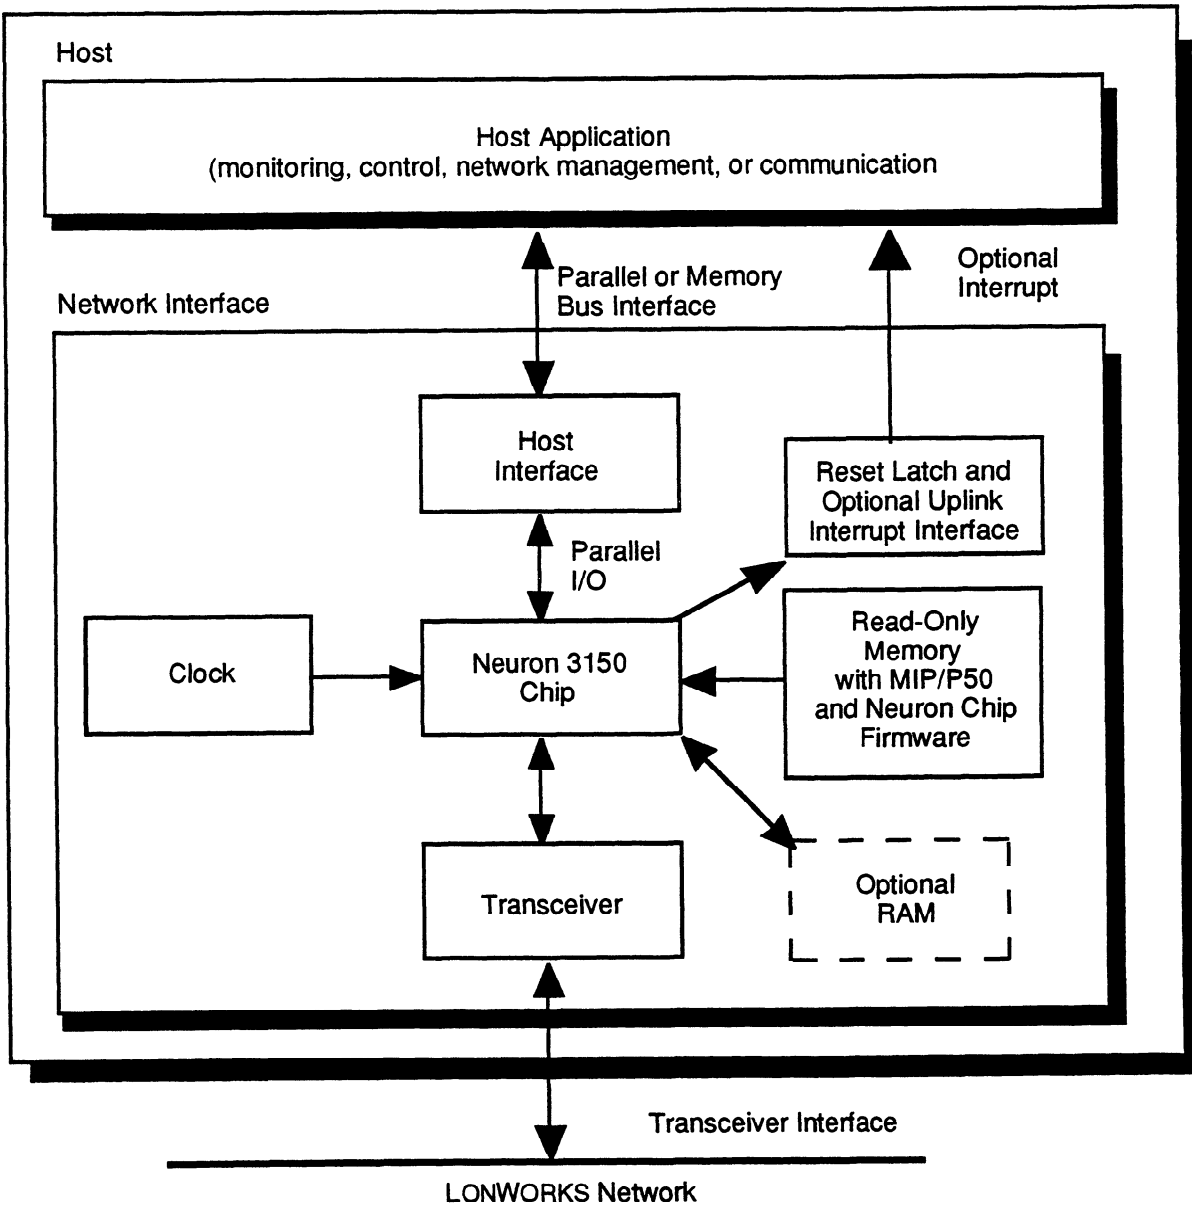 Host
Host Application
(monitoring, control, network management, or communication
Parallel or Memory
Bus Interface
Optional
Interrupt
Network Interface
Host
Interface
Reset Latch and
Optional Uplink
Interrupt Interface
Parallel
I/O
Clock
Neuron 3150
Chip
Read-Only
Memory
with MIP/P50
and Neuron Chip
Firmware
Transceiver
Optional
RAM
Transceiver Interface
LONWORKS Network